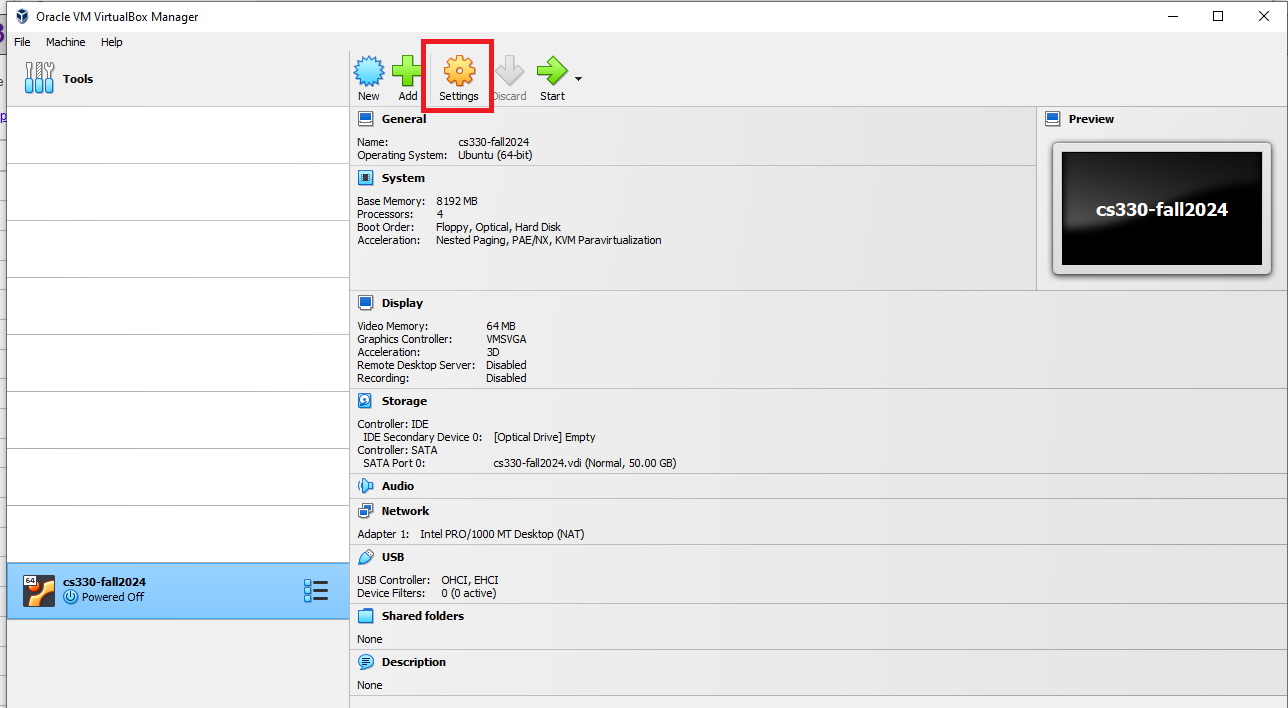 Oracle VM VirtualBox Manager
File Machine Help
Tools
New Add Settings Discard Start
General
Name: cs330-fall2024
Operating System: Ubuntu (64-bit)
Preview
cs330-fall2024
System
Base Memory: 8192 MB
Processors: 4
Boot Order: Floppy, Optical, Hard Disk
Acceleration: Nested Paging, PAE/NX, KVM Paravirtualization
Display
Video Memory: 64 MB
Graphics Controller: VMSVGA
Acceleration: 3D
Remote Desktop Server: Disabled
Recording: Disabled
Storage
Controller: IDE
IDE Secondary Device 0: [Optical Drive] Empty
Controller: SATA
SATA Port 0: cs330-fall2024.vdi (Normal, 50.00 GB)
Audio
Network
Adapter 1: Intel PRO/1000 MT Desktop (NAT)
USB
USB Controller: OHCI, EHCI
Device Filters: 0 (0 active)
Shared folders
None
Description
None
64
cs330-fall2024
Powered Off